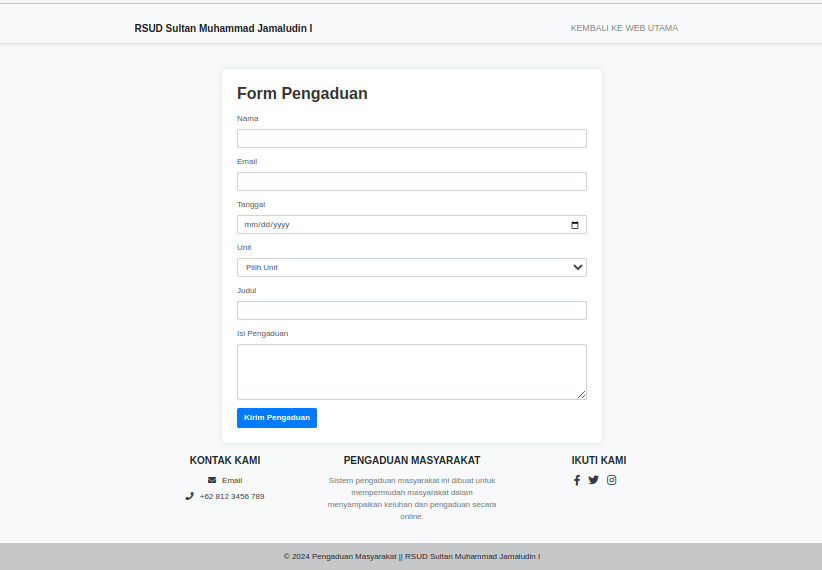 RSUD Sultan Muhammad Jamaludin I
KEMBALI KE WEB UTAMA
Form Pengaduan
Nama
Email
Tanggal
mm/dd/yyyy
Unit
Pilih Unit
Judul
Isi Pengaduan
Kirim Pengaduan
KONTAK KAMI
Email
+62 812 3456 789
PENGADUAN MASYARAKAT
Sistem pengaduan masyarakat ini dibuat untuk
mempermudah masyarakat dalam
menyampaikan keluhan dan pengaduan secara
online.
IKUTI KAMI
© 2024 Pengaduan Masyarakat || RSUD Sultan Muhammad Jamaludin I